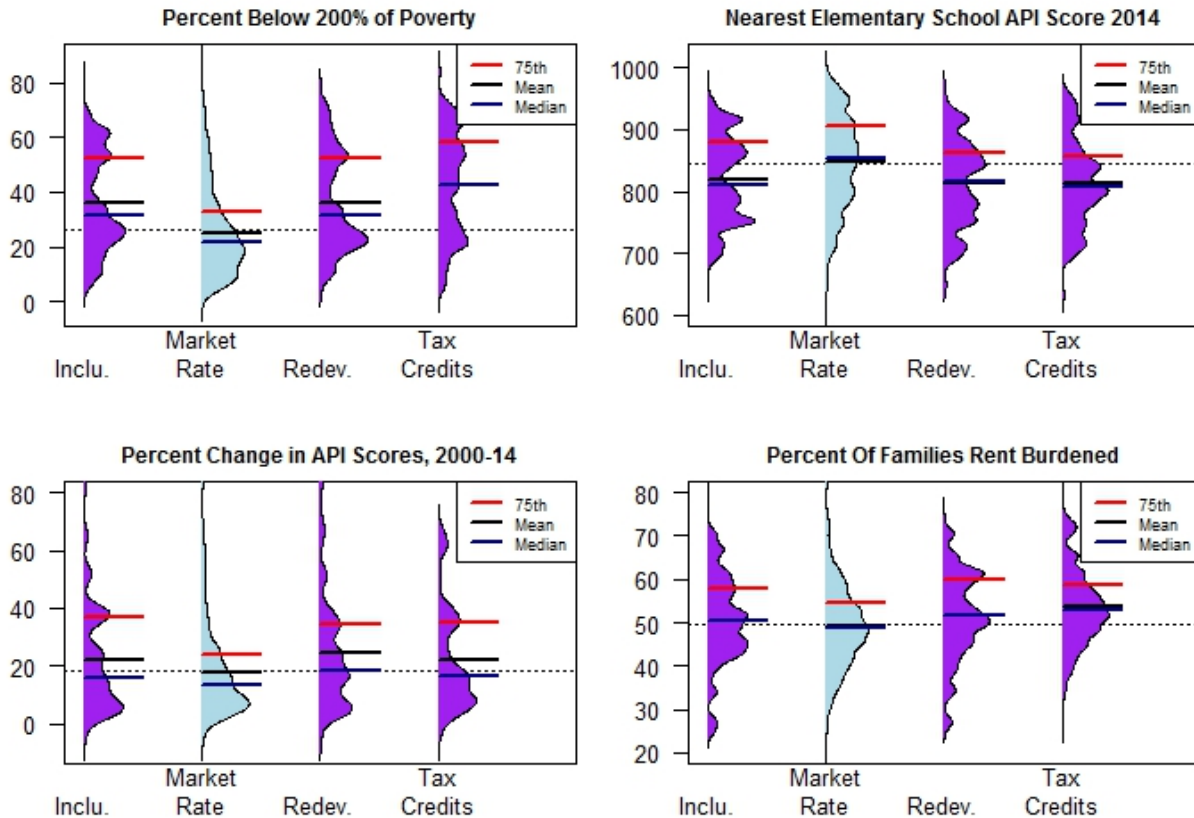 Percent Below 200% of Poverty
80
60
40
20
0
75th
Mean
Median
Market
Tax
Inclu.
Rate
Redev.
Credits
Nearest Elementary School API Score 2014
1000
900
800
700
600
75th
Mean
Median
Market
Tax
Inclu.
Rate
Redev.
Credits
Percent Change in API Scores, 2000-14
80
60
40
20
0
75th
Mean
Median
Market
Tax
Inclu.
Rate
Redev.
Credits
Percent Of Families Rent Burdened
80
70
60
50
40
30
20
75th
Mean
Median
Market
Tax
Inclu.
Rate
Redev.
Credits